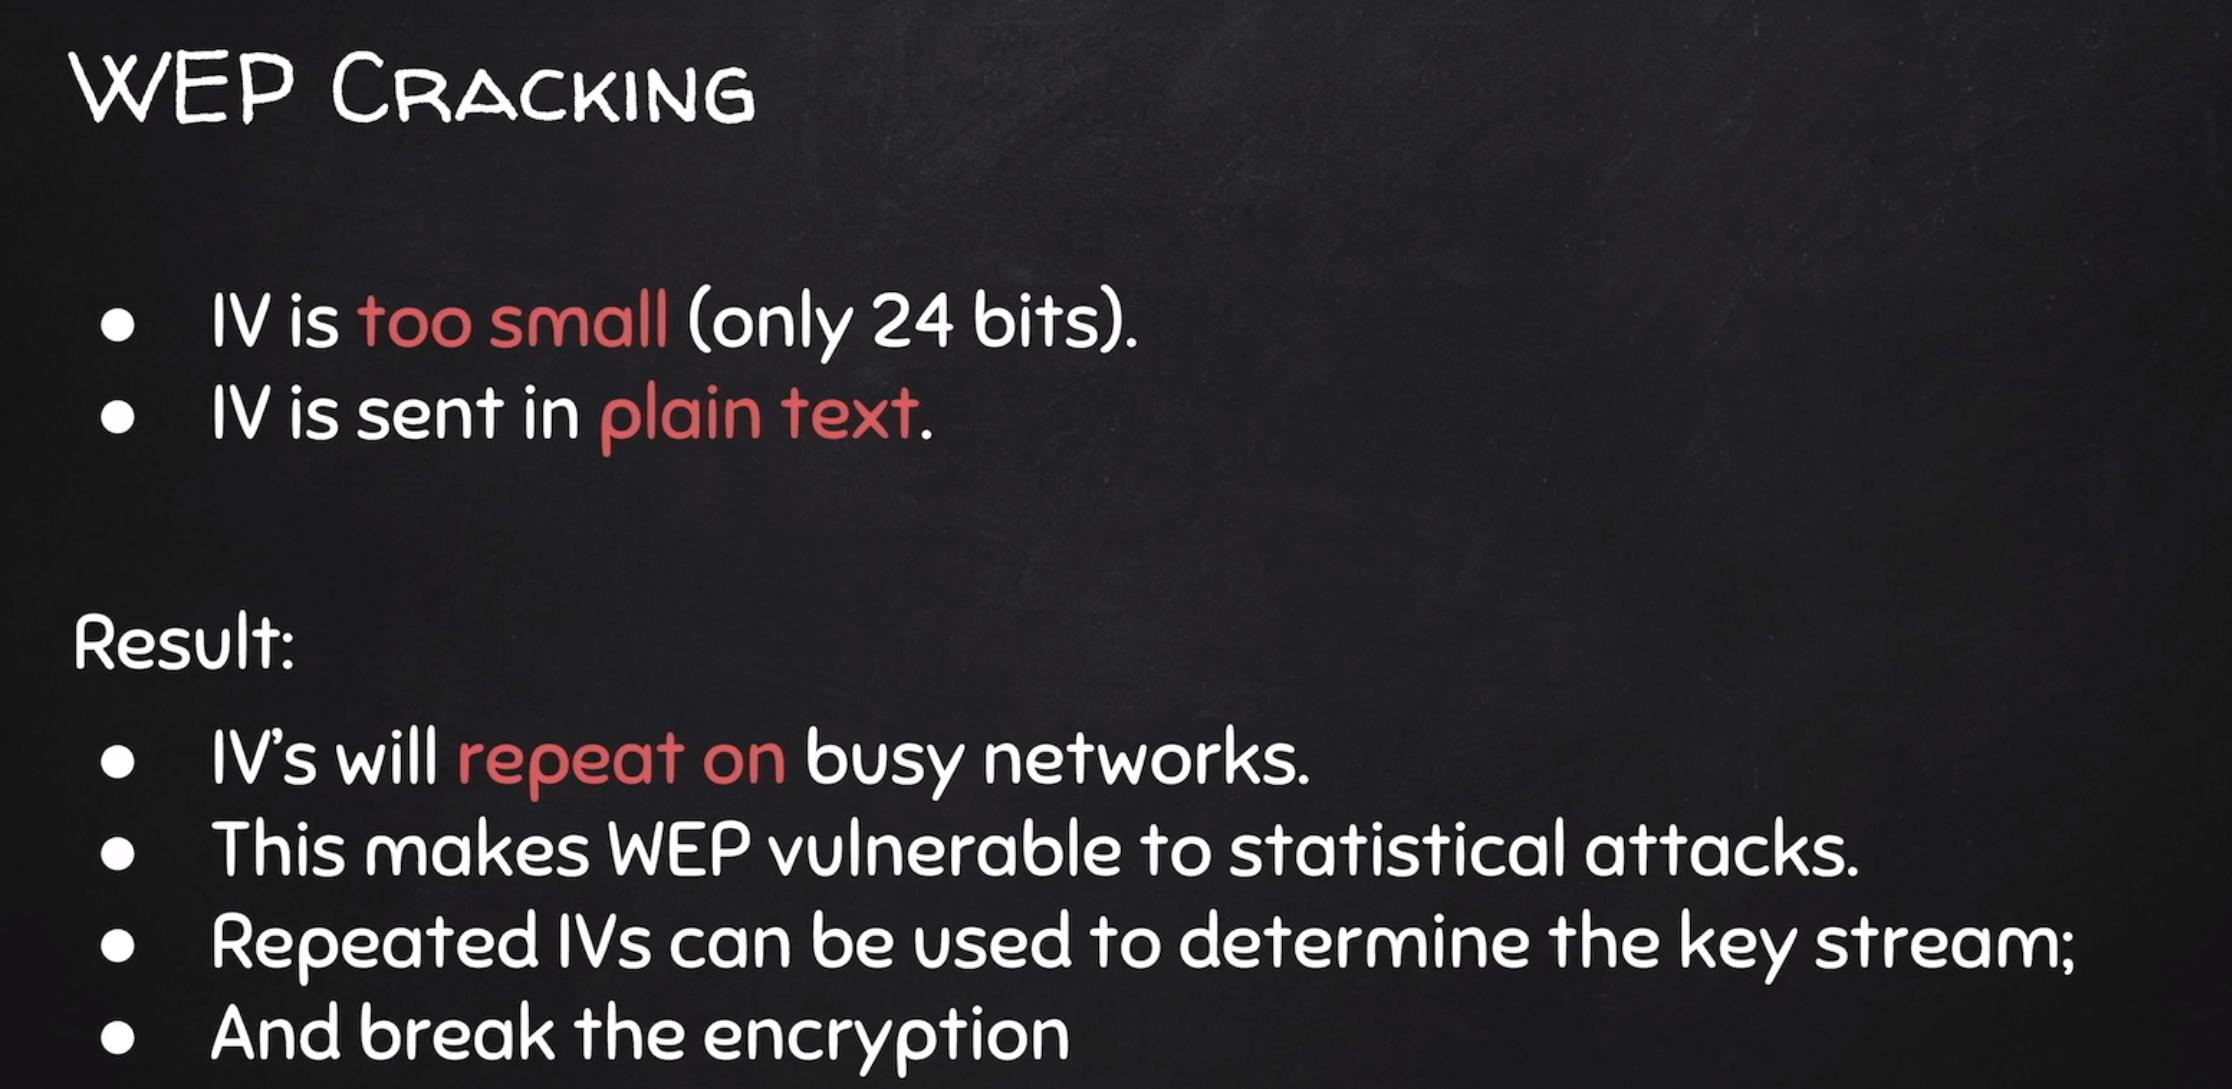 WEP CRACKING
● IV is too small (only 24 bits).
● IV is sent in plain text.
Result:
● IV's will repeat on busy networks.
● This makes WEP vulnerable to statistical attacks.
● Repeated IVs can be used to determine the key stream;
● And break the encryption